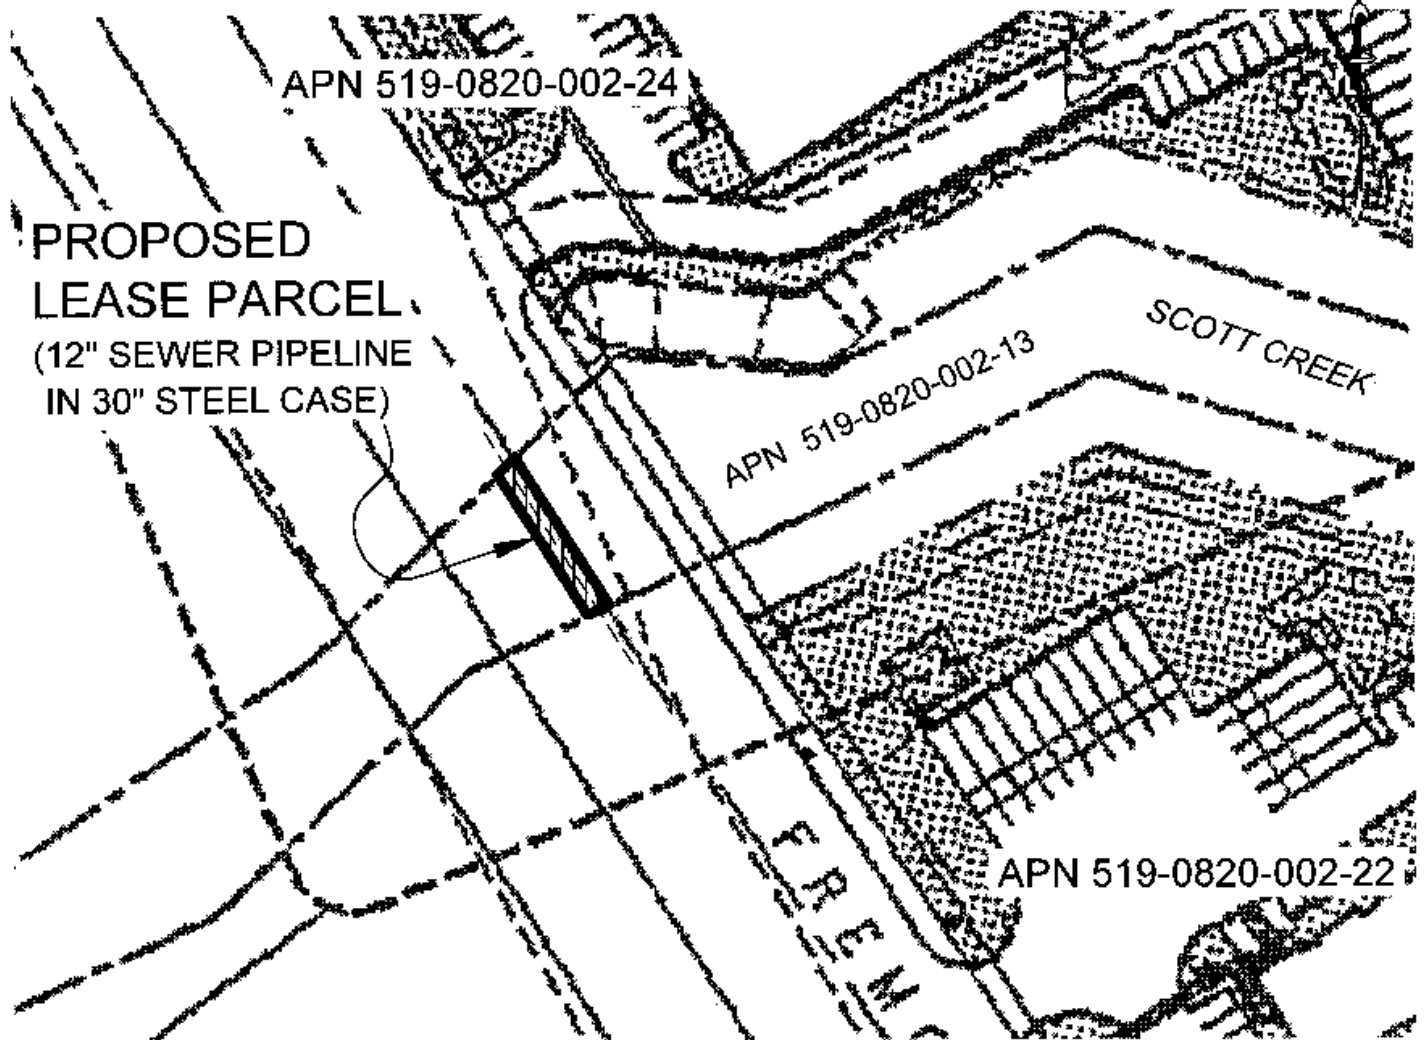 APN 519-0820-002-24
PROPOSED
LEASE PARCEL
(12" SEWER PIPELINE
IN 30" STEEL CASE)
SCOTT CREEK
APN 519-0820-002-13
APN 519-0820-002-22
FREMO